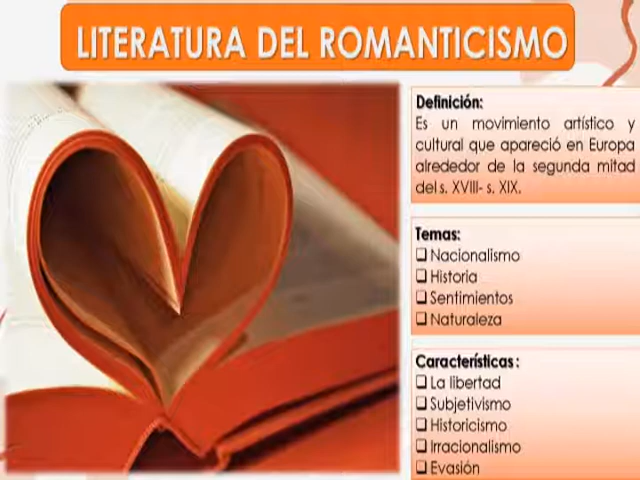 LITERATURA DEL ROMANTICISMO
Definición:
Es un movimiento artístico y
cultural que apareció en Europa
alrededor de la segunda mitad
del s. XVIII- s. XIX.
Temas:
❑ Nacionalismo
❑ Historia
❑ Sentimientos
❑ Naturaleza
Características :
❑ La libertad
❑ Subjetivismo
❑ Historicismo
❑ Irracionalismo
❑ Evasión